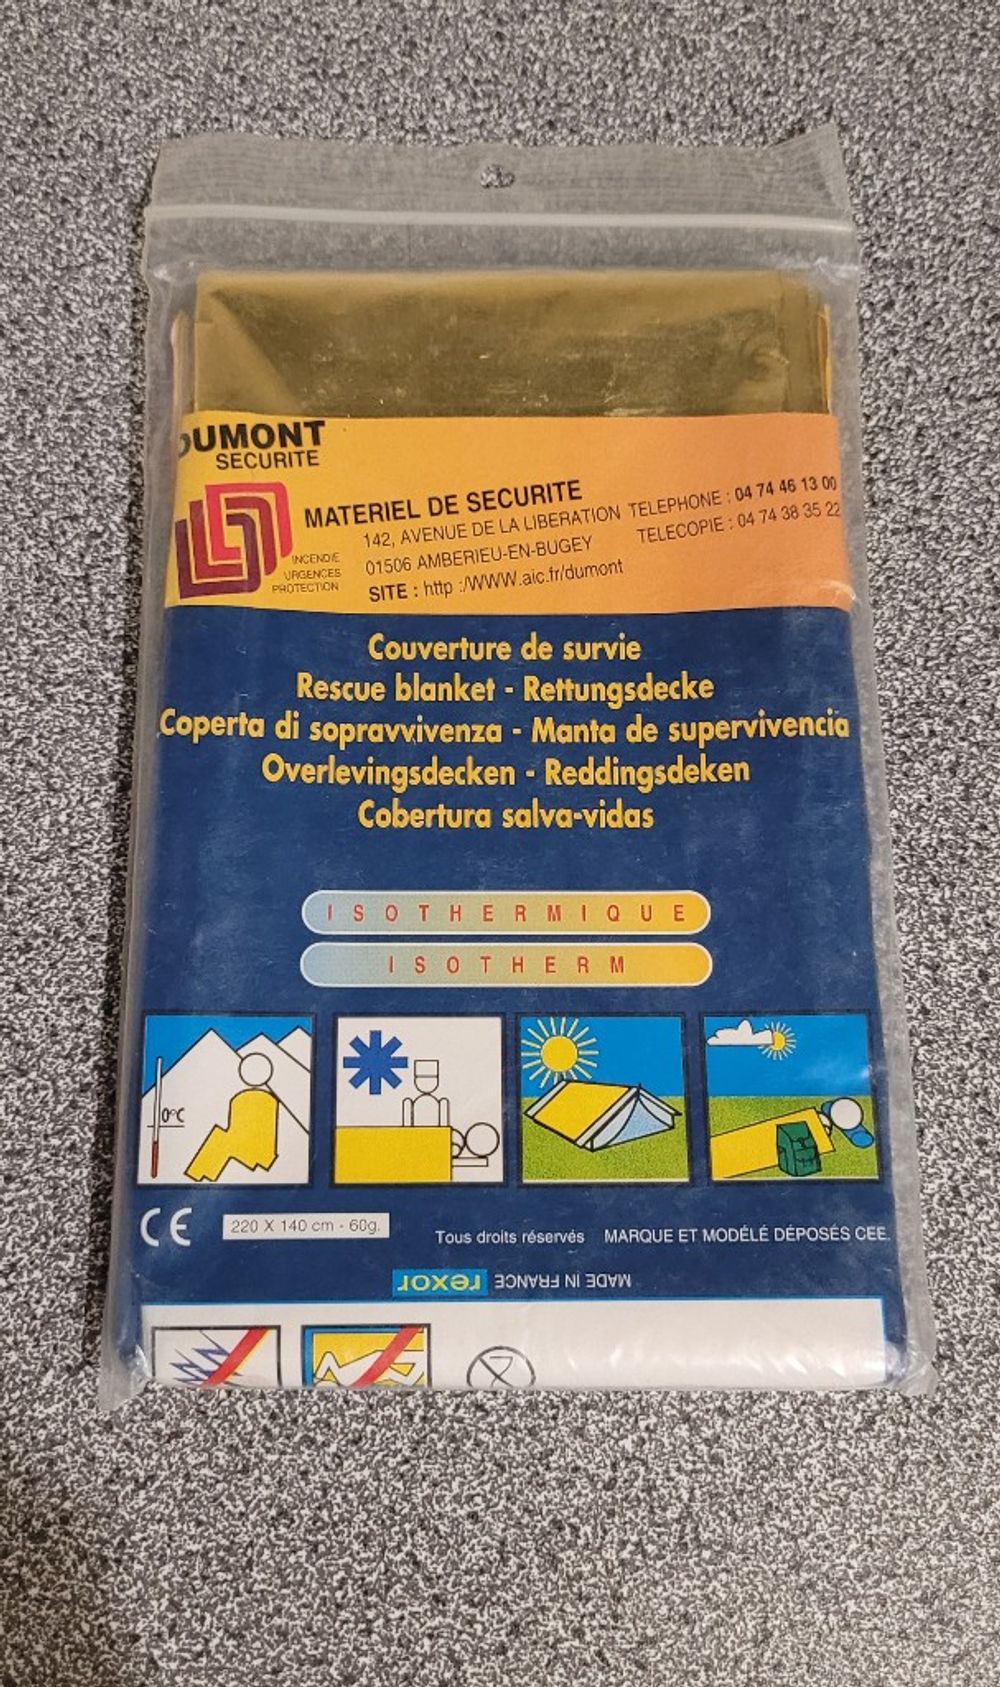 DUMONT
SECURITE
INCENDIE
URGENCES
PROTECTION
MATERIEL DE SECURITE
142, AVENUE DE LA LIBERATION TELEPHONE : 04 74 46 13 00
01506 AMBERIEU-EN-BUGEY TELECOPIE : 04 74 38 35 22
SITE : http :/WWW.aic.fr/dumont
Couverture de survie
Rescue blanket - Rettungsdecke
Coperta di sopravvivenza - Manta de supervivencia
Overlevingsdecken - Reddingsdeken
Cobertura salva-vidas
ISOTHERMIQUE
ISOTHERM
0°C
CE
220 X 140 cm - 60g.
Tous droits réservés MARQUE ET MODÉLÉ DÉPOSÉS CEE.
MADE IN FRANCE rexor